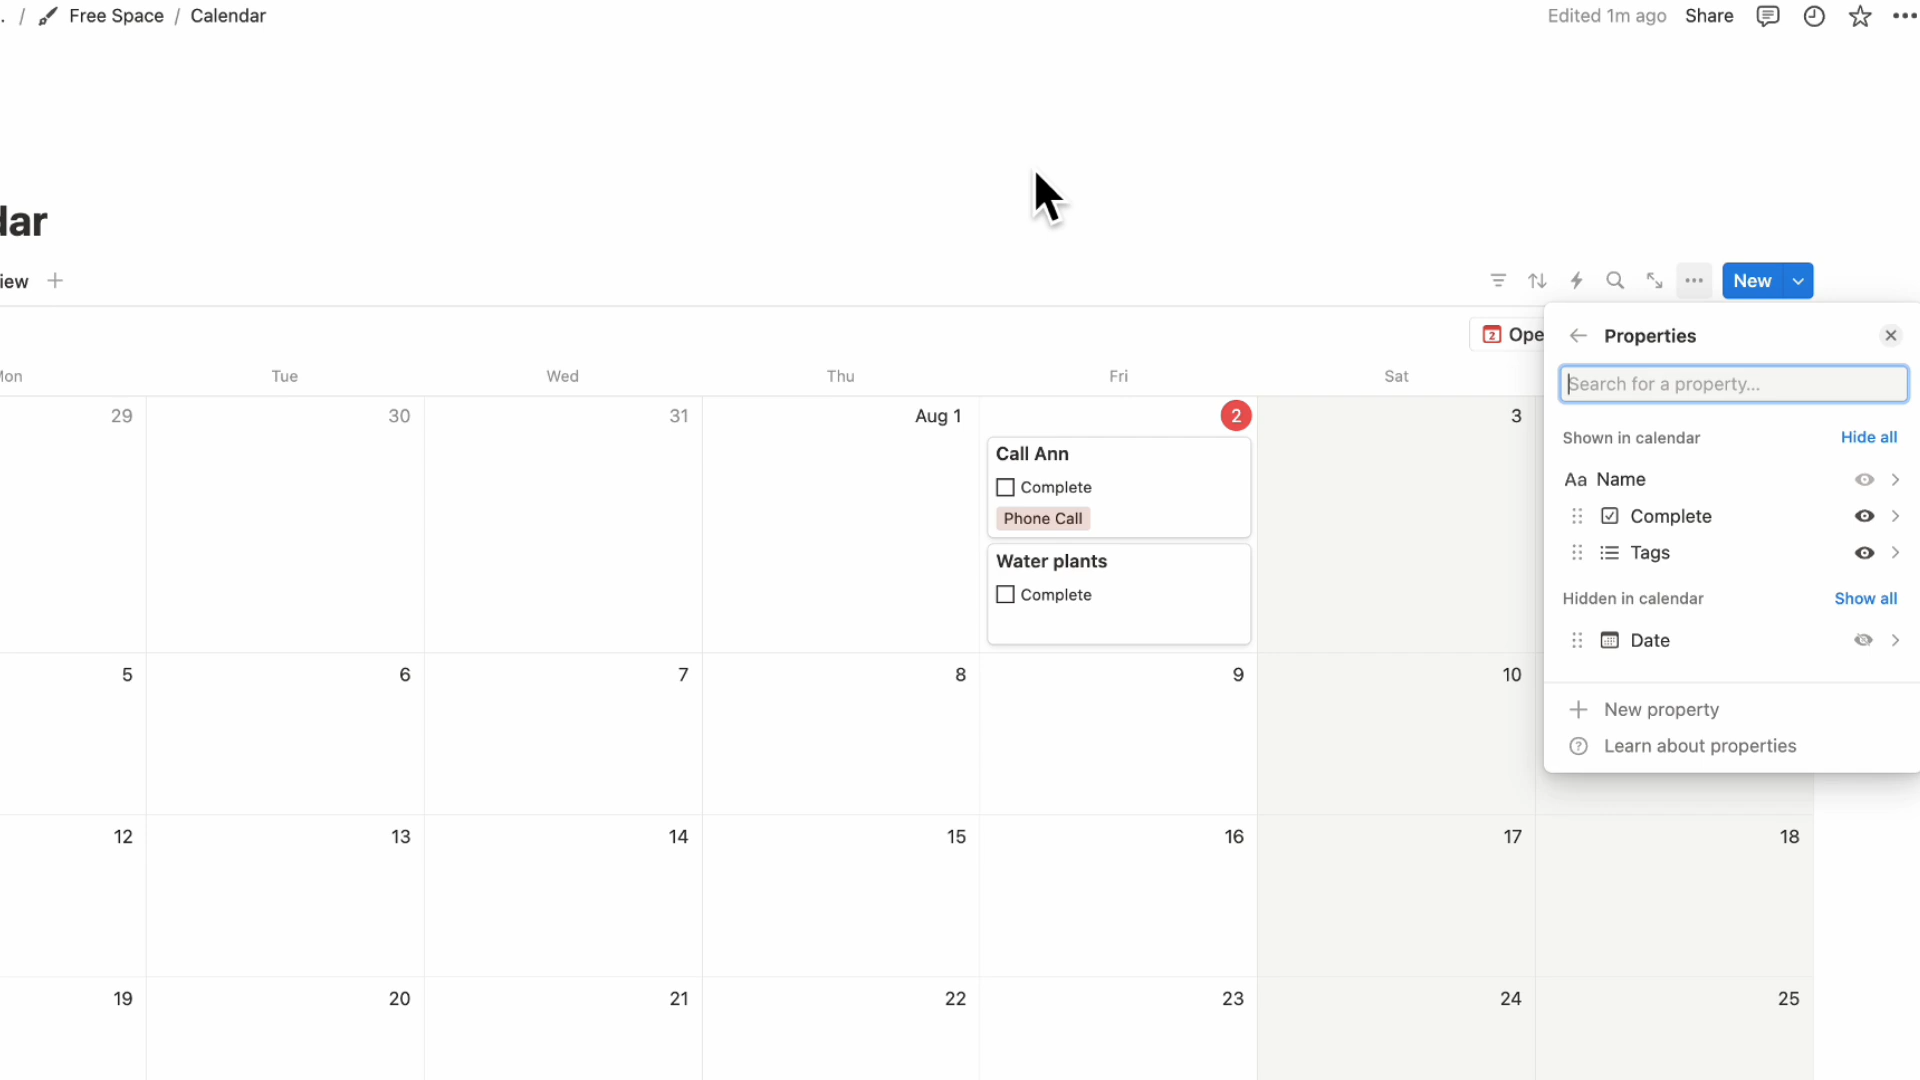 . / Free Space / Calendar
Edited 1m ago Share
dar
iew
New
2 Ope
Properties
Search for a property...
Shown in calendar Hide all
Aa Name
Complete
Tags
Hidden in calendar Show all
Date
New property
? Learn about properties
Mon Tue Wed Thu Fri Sat
29 30 31 Aug 1 2 3
Call Ann
Complete
Phone Call
Water plants
Complete
5 6 7 8 9 10
12 13 14 15 16 17 18
19 20 21 22 23 24 25